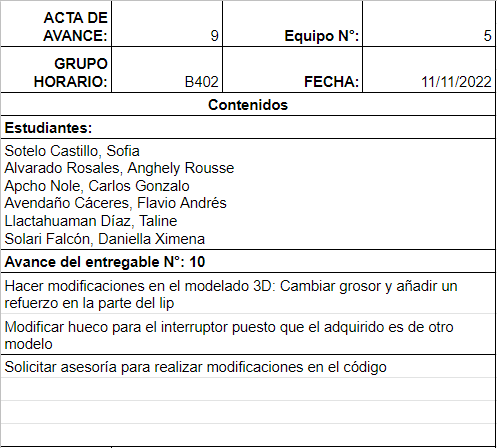 ACTA DE AVANCE: 9 Equipo N°: 5
GRUPO HORARIO: B402 FECHA: 11/11/2022
Contenidos
Estudiantes:
Sotelo Castillo, Sofia
Alvarado Rosales, Anghely Rousse
Apcho Nole, Carlos Gonzalo
Avendaño Cáceres, Flavio Andrés
Llactahuaman Díaz, Taline
Solari Falcón, Daniella Ximena
Avance del entregable N°: 10
Hacer modificaciones en el modelado 3D: Cambiar grosor y añadir un
refuerzo en la parte del lip
Modificar hueco para el interruptor puesto que el adquirido es de otro
modelo
Solicitar asesoría para realizar modificaciones en el código